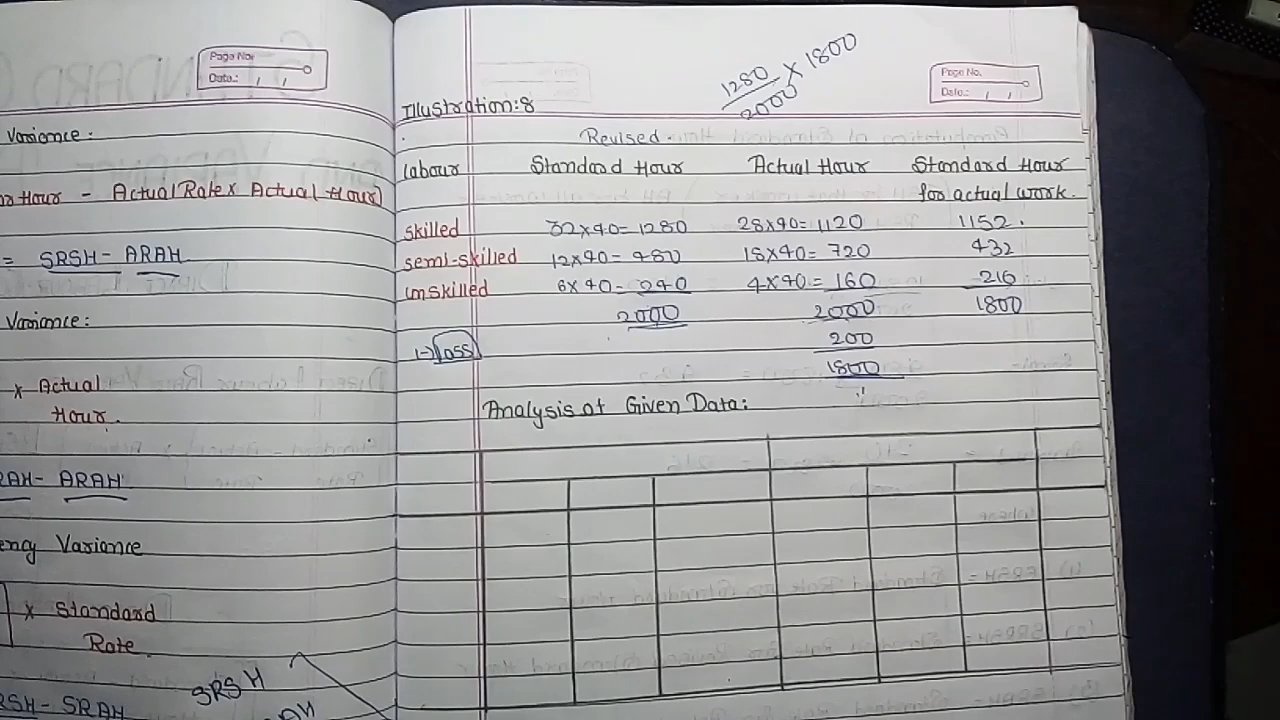 Page No:
Date.: / /
Variance:
Hour - Actual Rate x Actual Hour)
= SRSH - ARAH
Variance:
x Actual
Hour.
RAH - ARAH
ency Variance
x Standard
Rate.
SRSH
RSH - SRAH
AH
1280/2000 x 1800
Page No.
Date.: / /
Illustration: 8
Revised.
labour Standard Hour Actual Hour Standard Hour
for actual work.
skilled 32x40= 1280 28x40= 1120 1152.
semi-skilled 12x40= 480 18x40= 720 432
unskilled 6x40= 240 4x40= 160 216
2000 2000 1800
(-) loss 200
1800
Analysis of Given Data: